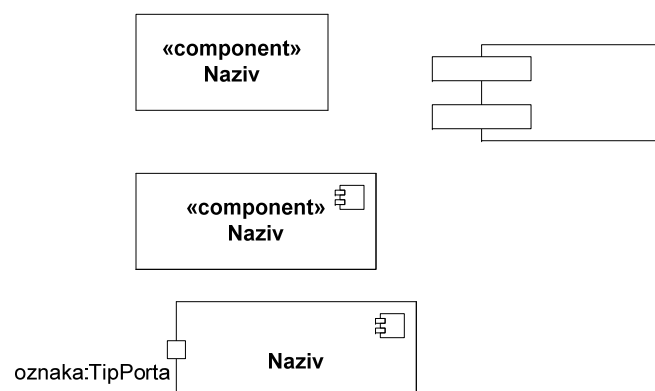 «component»
Naziv
«component»
Naziv
oznaka:TipPorta
Naziv